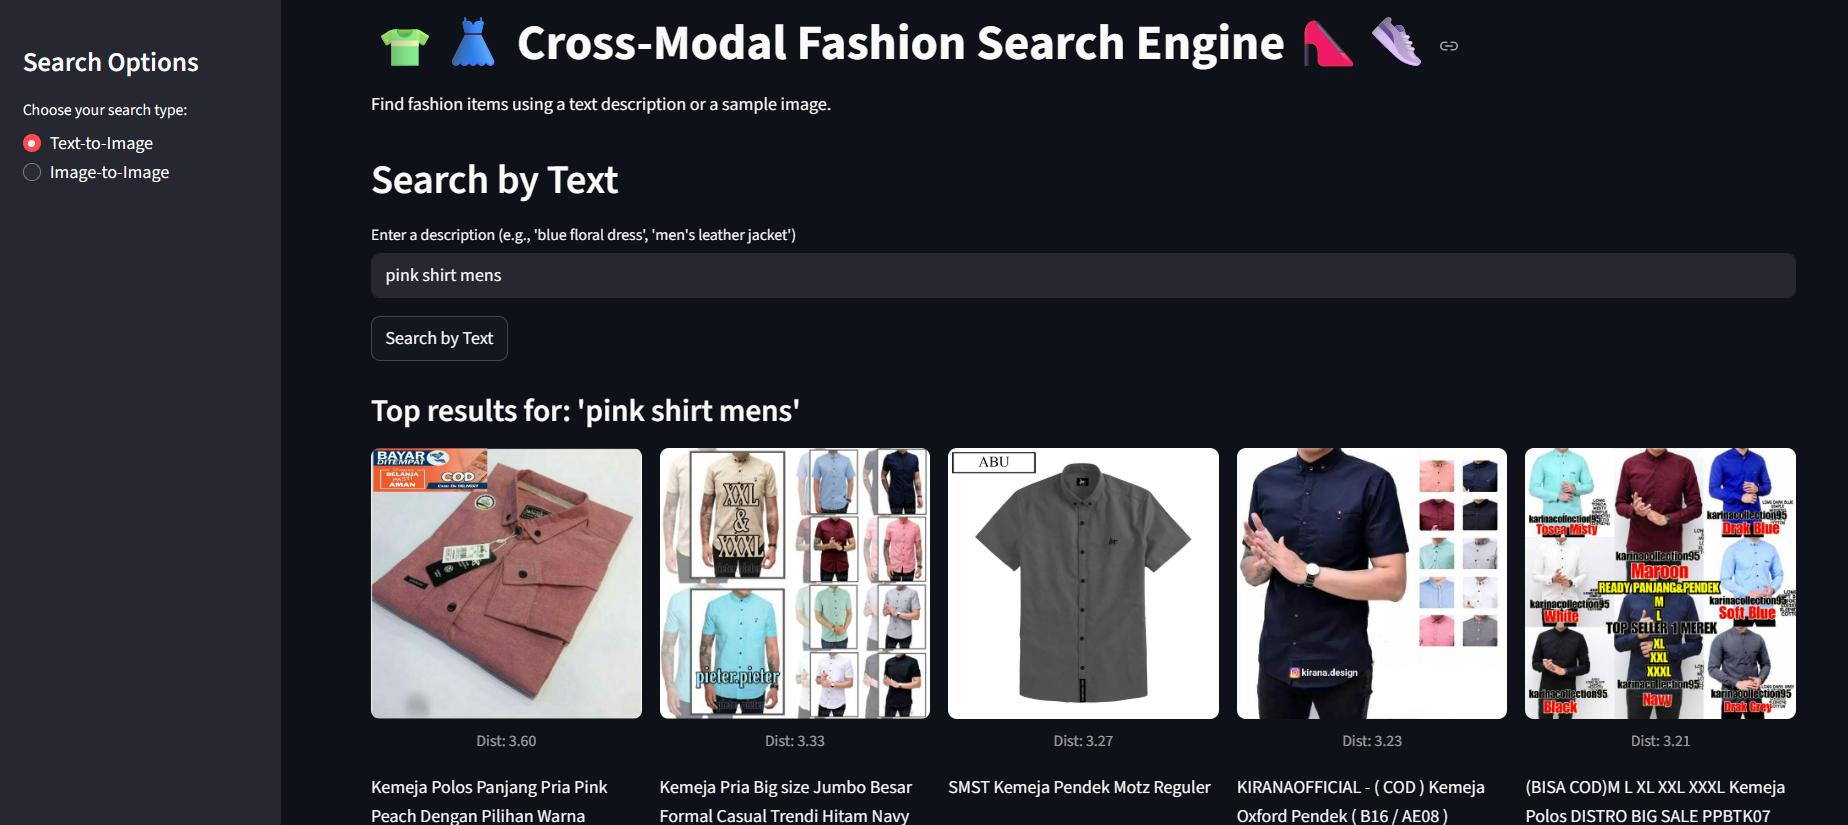 Search Options
Choose your search type:
Text-to-Image
Image-to-Image
Cross-Modal Fashion Search Engine
Find fashion items using a text description or a sample image.
Search by Text
Enter a description (e.g., 'blue floral dress', 'men's leather jacket')
pink shirt mens
Search by Text
Top results for: 'pink shirt mens'
BAYAR
DITEMPAT
BELANJA
PASTI
AMAN
COD
CASH ON DELIVERY
Dist: 3.60
Kemeja Polos Panjang Pria Pink
Peach Dengan Pilihan Warna
XXL
&
XXXL
pieter.pieter
Dist: 3.33
Kemeja Pria Big size Jumbo Besar
Formal Casual Trendi Hitam Navy
ABU
Dist: 3.27
SMST Kemeja Pendek Motz Reguler
kirana.design
Dist: 3.23
KIRANAOFFICIAL - ( COD ) Kemeja
Oxford Pendek ( B16 / AE08 )
karinacollection95
Tosca Misty
karinacollection95
Drak Blue
karinacollection95
Maroon
READY PANJANG&PENDEK
karinacollection95
White
M
L
karinacollection95
Soft Blue
TOP SELLER 1 MEREK
XL
XXL
XXXL
karinacollection95
Black
karinacollection95
Navy
karinacollection95
Drak Grey
Dist: 3.21
(BISA COD)M L XL XXL XXXL Kemeja
Polos DISTRO BIG SALE PPBTK07